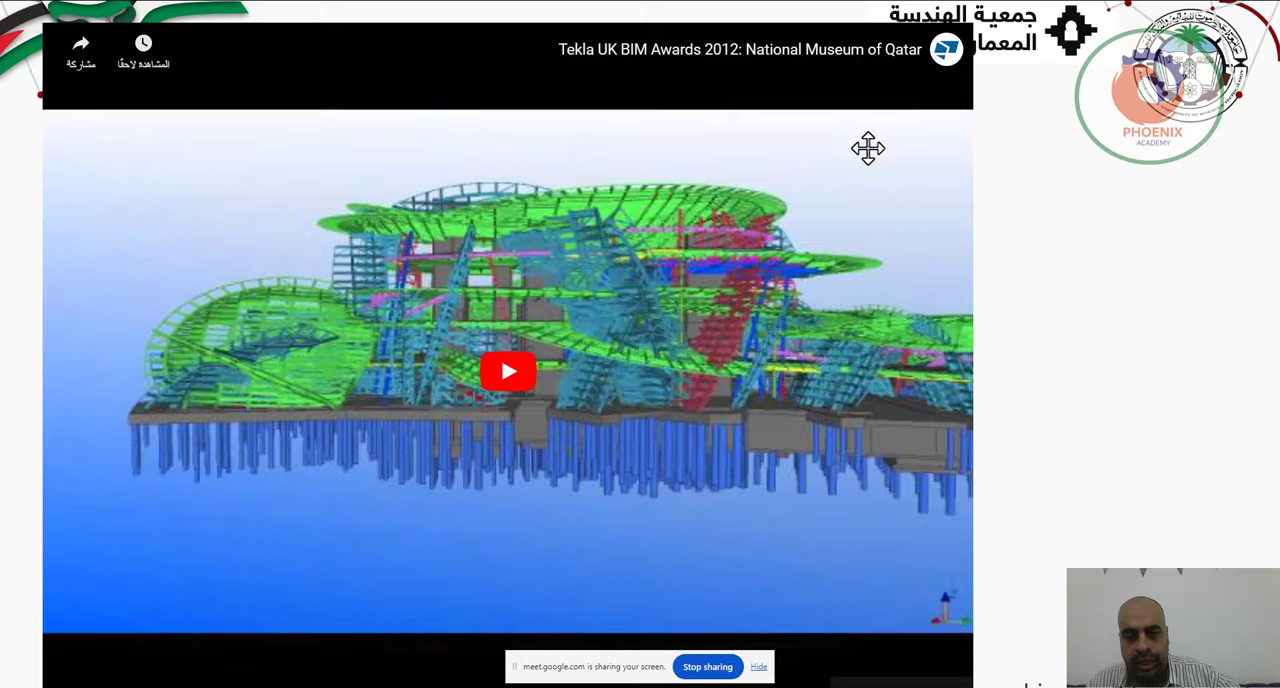 جمعية الهندسة
المعمار
مشاركة
المشاهدة لاحقًا
Tekla UK BIM Awards 2012: National Museum of Qatar
PHOENIX
ACADEMY
meet.google.com is sharing your screen.
Stop sharing
Hide